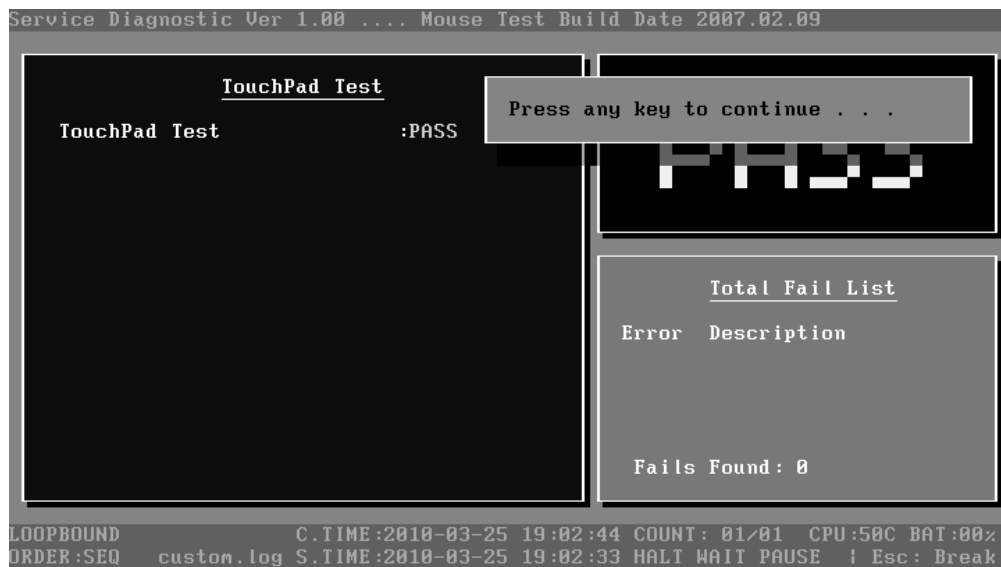 Service Diagnostic Ver 1.00 .... Mouse Test Build Date 2007.02.09
TouchPad Test
TouchPad Test :PASS
Press any key to continue . . .
PASS
Total Fail List
Error Description
Fails Found: 0
LOOPBOUND C.TIME:2010-03-25 19:02:44 COUNT: 01/01 CPU:50C BAT:00%
ORDER:SEQ custom.log S.TIME:2010-03-25 19:02:33 HALT WAIT PAUSE ¦ Esc: Break